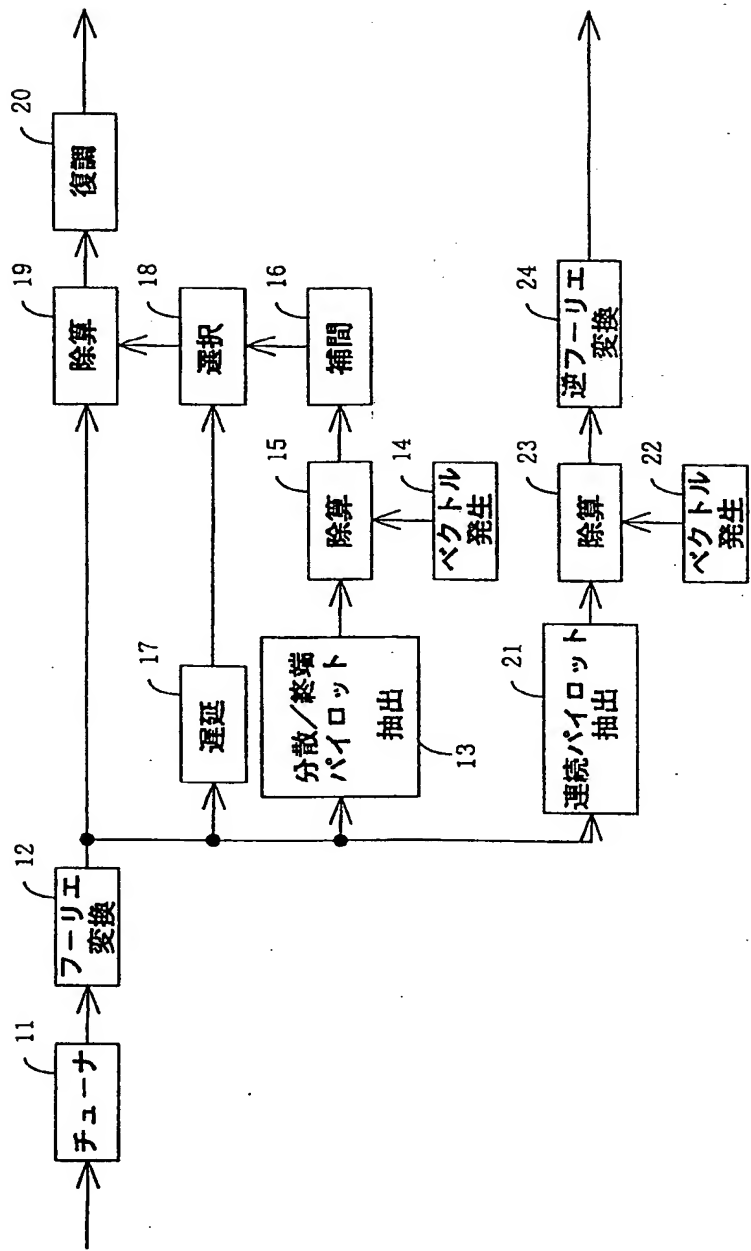 11
チューナ
12
フーリエ
変換
19
除算
20
復調
17
遅延
18
選択
13
分散／終端
パイロット
抽出
15
除算
16
補間
14
ベクトル
発生
21
連続パイロット
抽出
23
除算
24
逆フーリエ
変換
22
ベクトル
発生